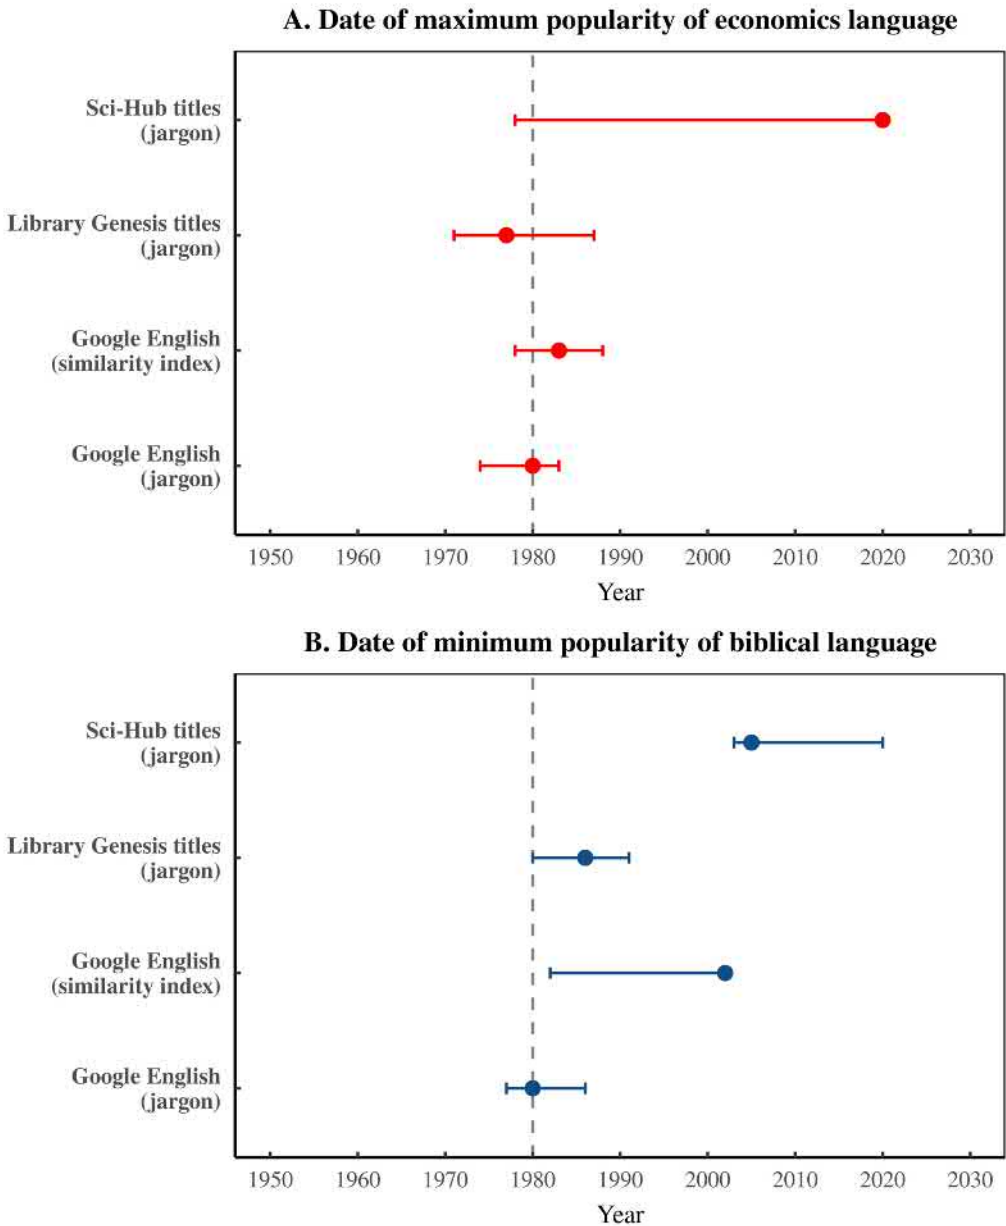 A. Date of maximum popularity of economics language
Sci-Hub titles
(jargon)
Library Genesis titles
(jargon)
Google English
(similarity index)
Google English
(jargon)
1950 1960 1970 1980 1990 2000 2010 2020 2030
Year
B. Date of minimum popularity of biblical language
Sci-Hub titles
(jargon)
Library Genesis titles
(jargon)
Google English
(similarity index)
Google English
(jargon)
1950 1960 1970 1980 1990 2000 2010 2020 2030
Year